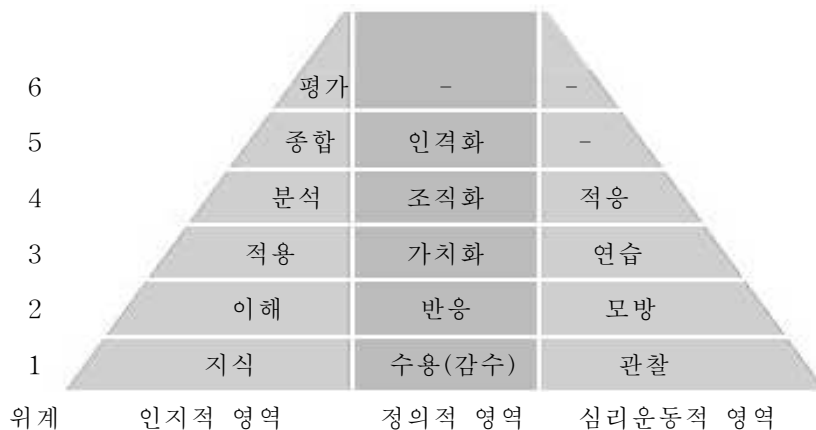 6 평가 - -
5 종합 인격화 -
4 분석 조직화 적응
3 적용 가치화 연습
2 이해 반응 모방
1 지식 수용(감수) 관찰
위계 인지적 영역 정의적 영역 심리운동적 영역